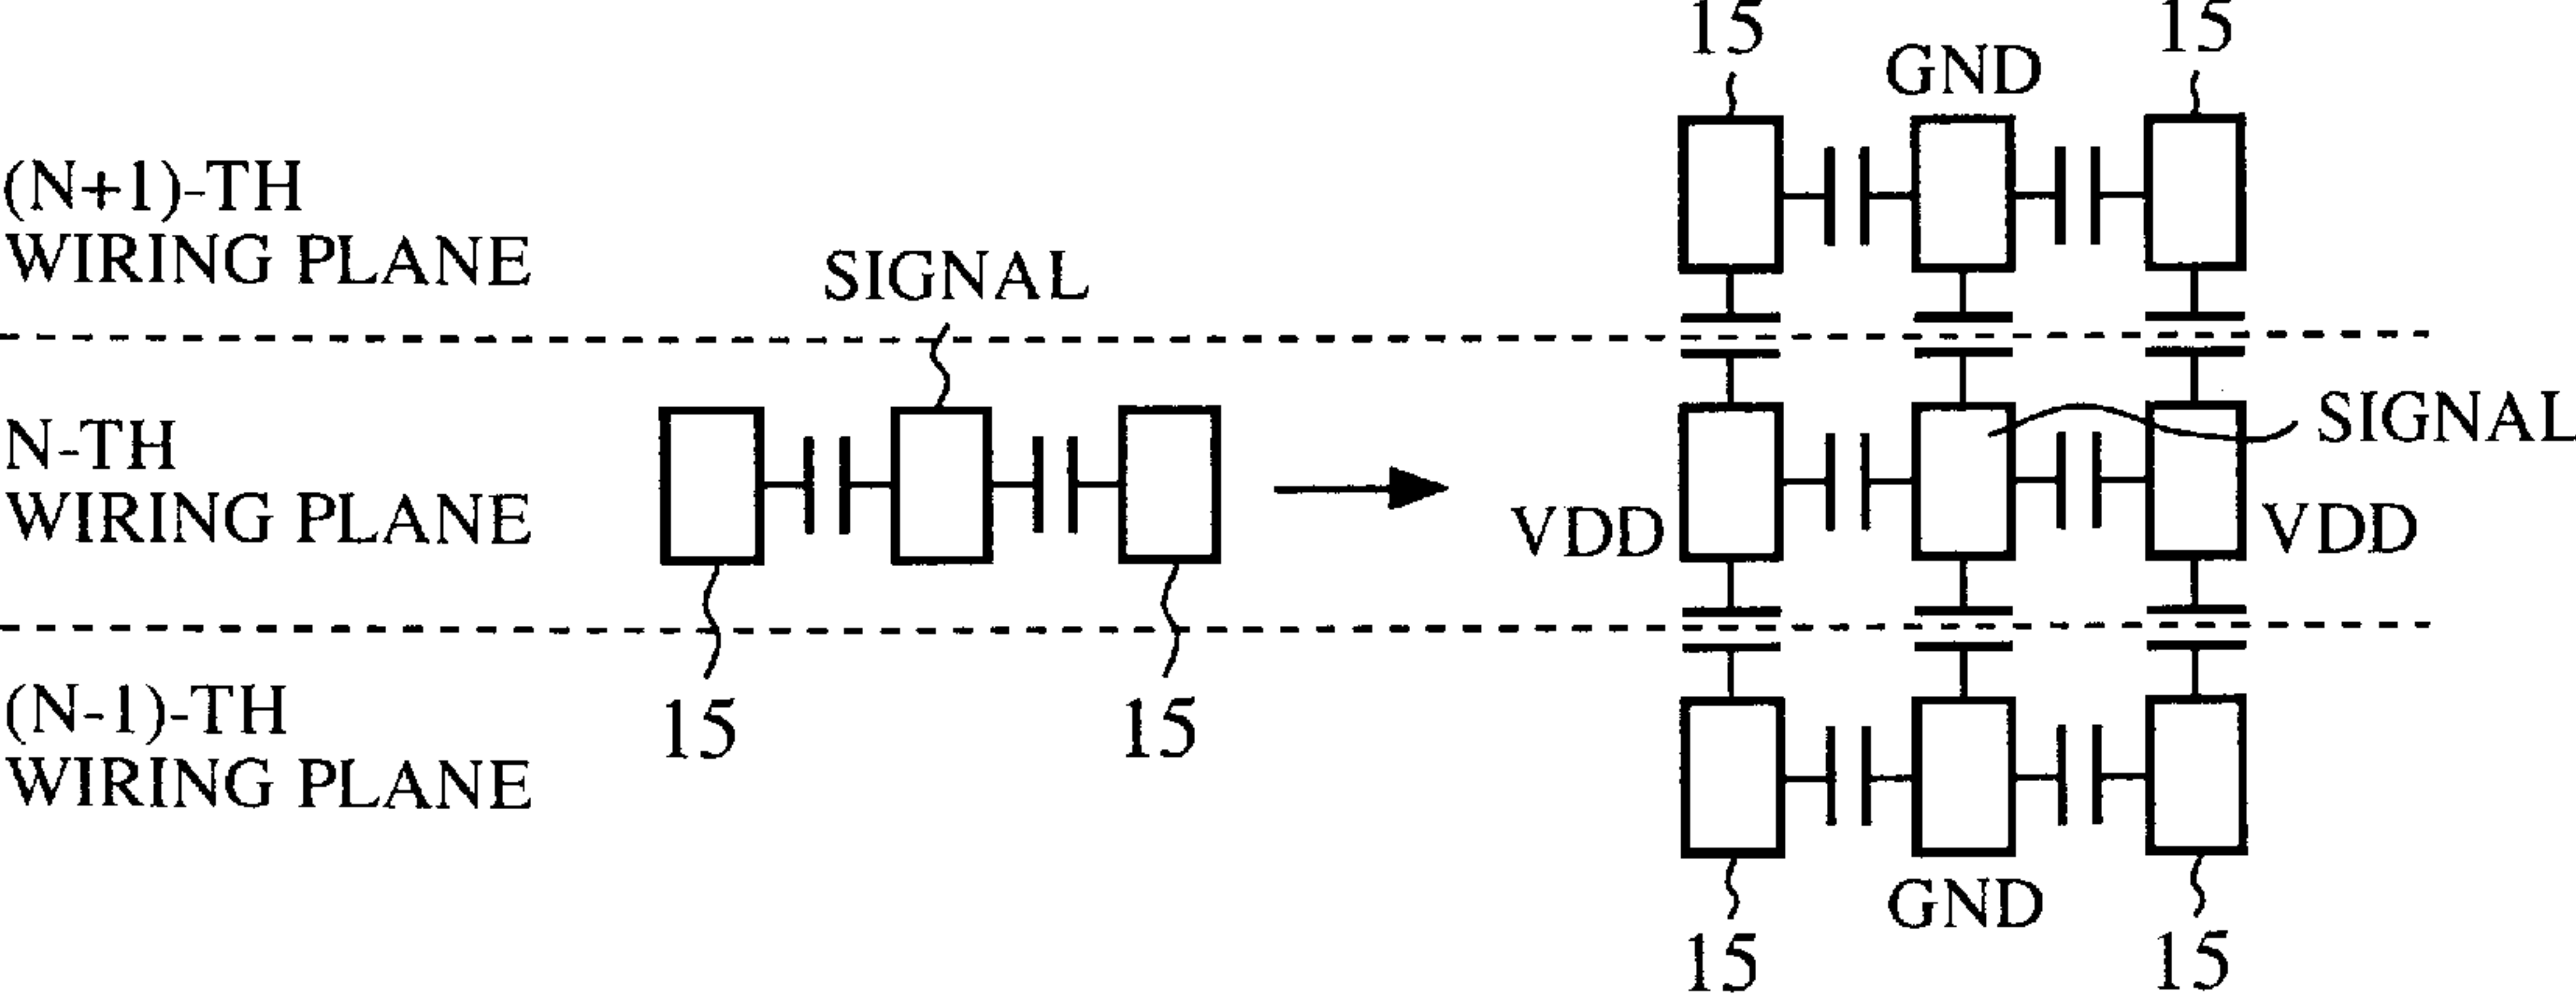 15 15
GND
(N+1)-TH
WIRING PLANE
SIGNAL
N-TH
WIRING PLANE
SIGNAL
VDD VDD
(N-1)-TH
WIRING PLANE
15 15
GND
15 15